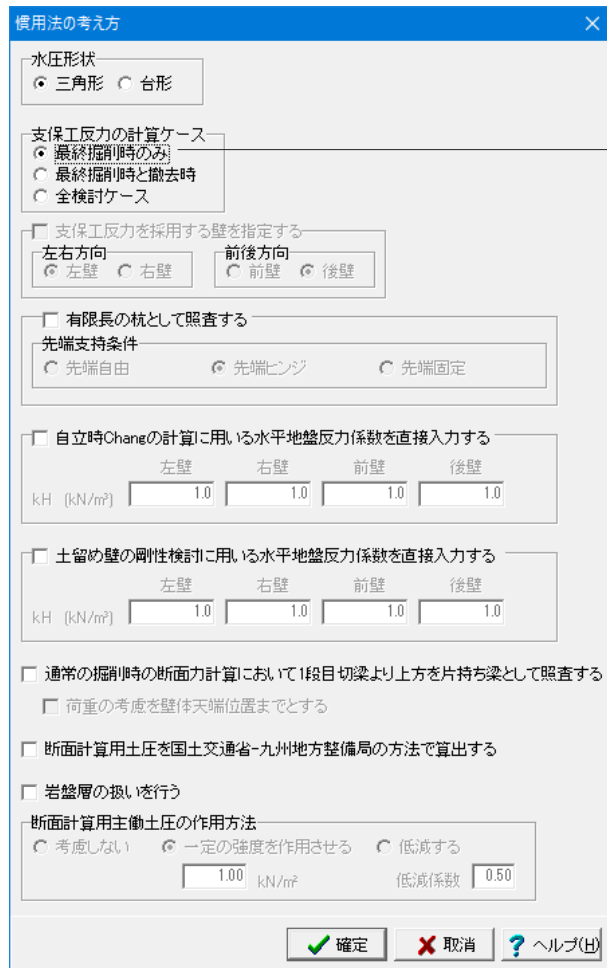 慣用法の考え方
水圧形状
三角形 台形
支保工反力の計算ケース
最終掘削時のみ
最終掘削時と撤去時
全検討ケース
支保工反力を採用する壁を指定する
左右方向 前後方向
左壁 右壁 前壁 後壁
有限長の杭として照査する
先端支持条件
先端自由 先端ヒンジ 先端固定
自立時Changの計算に用いる水平地盤反力係数を直接入力する
左壁 右壁 前壁 後壁
kH (kN/m³) 1.0 1.0 1.0 1.0
土留め壁の剛性検討に用いる水平地盤反力係数を直接入力する
左壁 右壁 前壁 後壁
kH (kN/m³) 1.0 1.0 1.0 1.0
通常の掘削時の断面力計算において1段目切梁より上方を片持ち梁として照査する
荷重の考慮を壁体天端位置までとする
断面計算用土圧を国土交通省-九州地方整備局の方法で算出する
岩盤層の扱いを行う
断面計算用主働土圧の作用方法
考慮しない 一定の強度を作用させる 低減する
1.00 kN/m² 低減係数 0.50
確定 取消 ? ヘルプ(H)